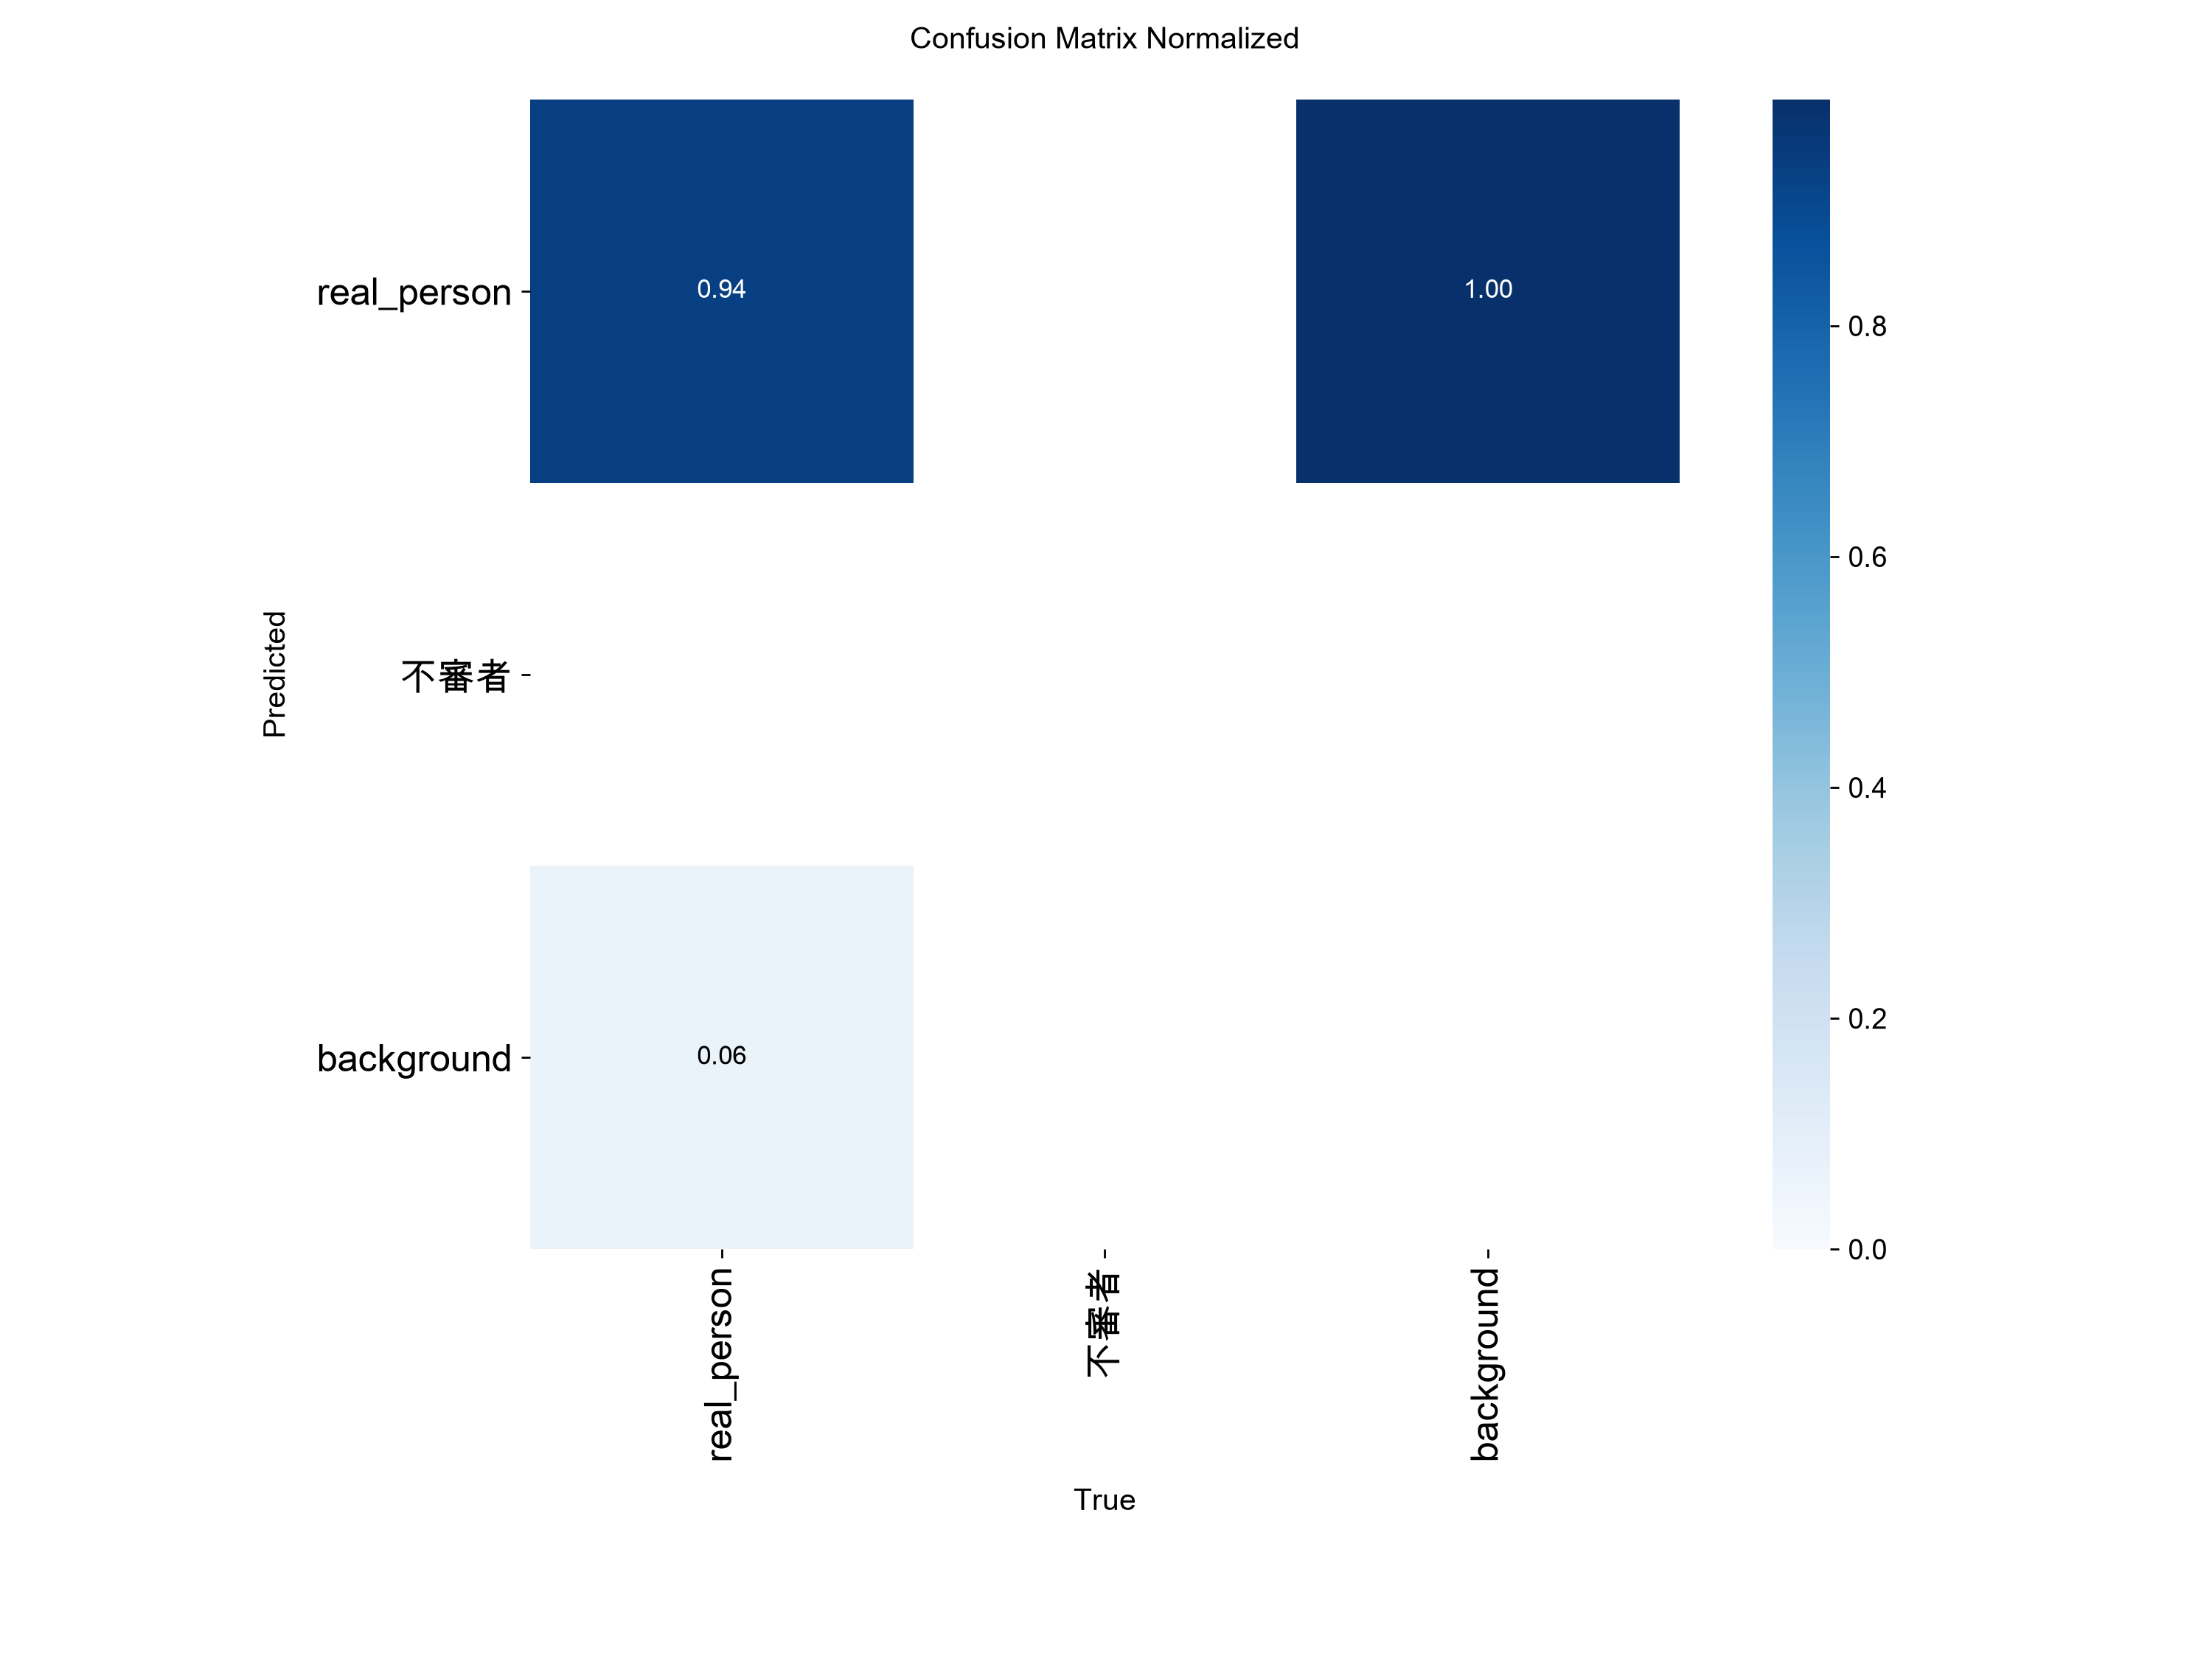 Confusion Matrix Normalized
real_person
不審者
background
Predicted
0.94
1.00
0.06
0.8
0.6
0.4
0.2
0.0
real_person
不審者
background
True